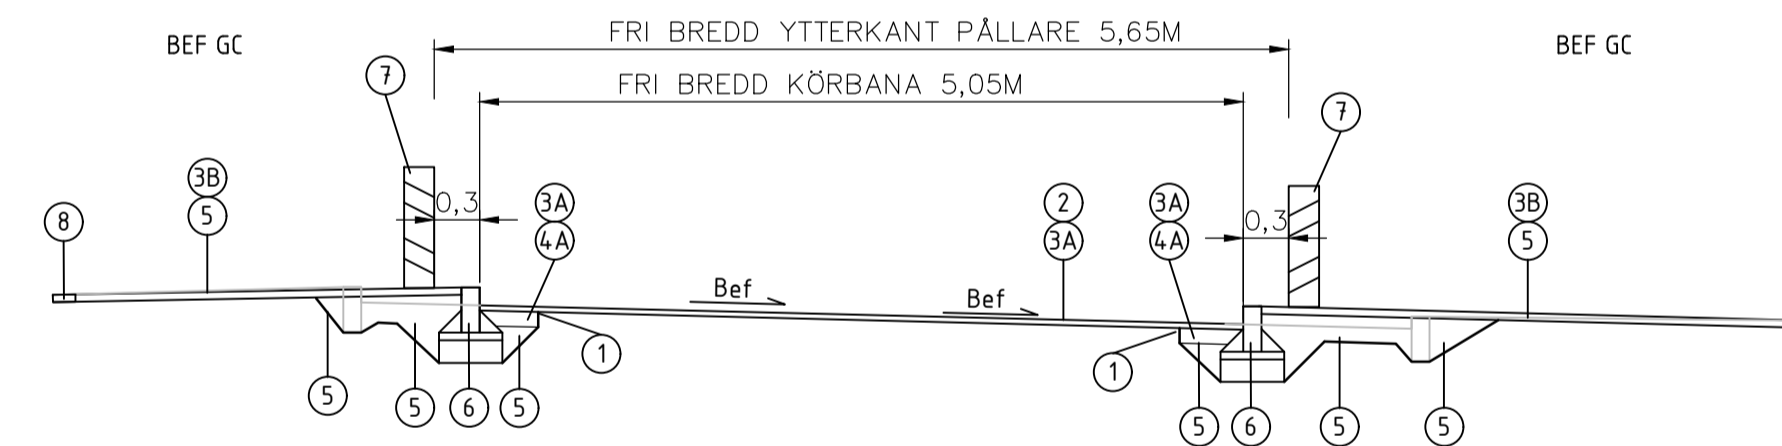 FRI BREDD YTTERKANT PÅLLARE 5,65M
BEF GC
BEF GC
7
FRI BREDD KÖRBANA 5,05M
7
3B
3A
2
3A
3B
8
5
0,3
4A
3A
4A
0,3
5
Bef
Bef
1
1
5
5
6
5
5
6
5
5